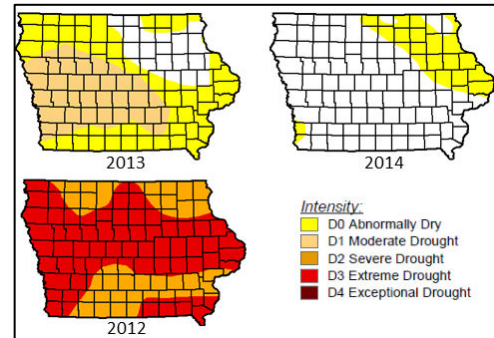 2013
2014
2012
Intensity:
D0 Abnormally Dry
D1 Moderate Drought
D2 Severe Drought
D3 Extreme Drought
D4 Exceptional Drought